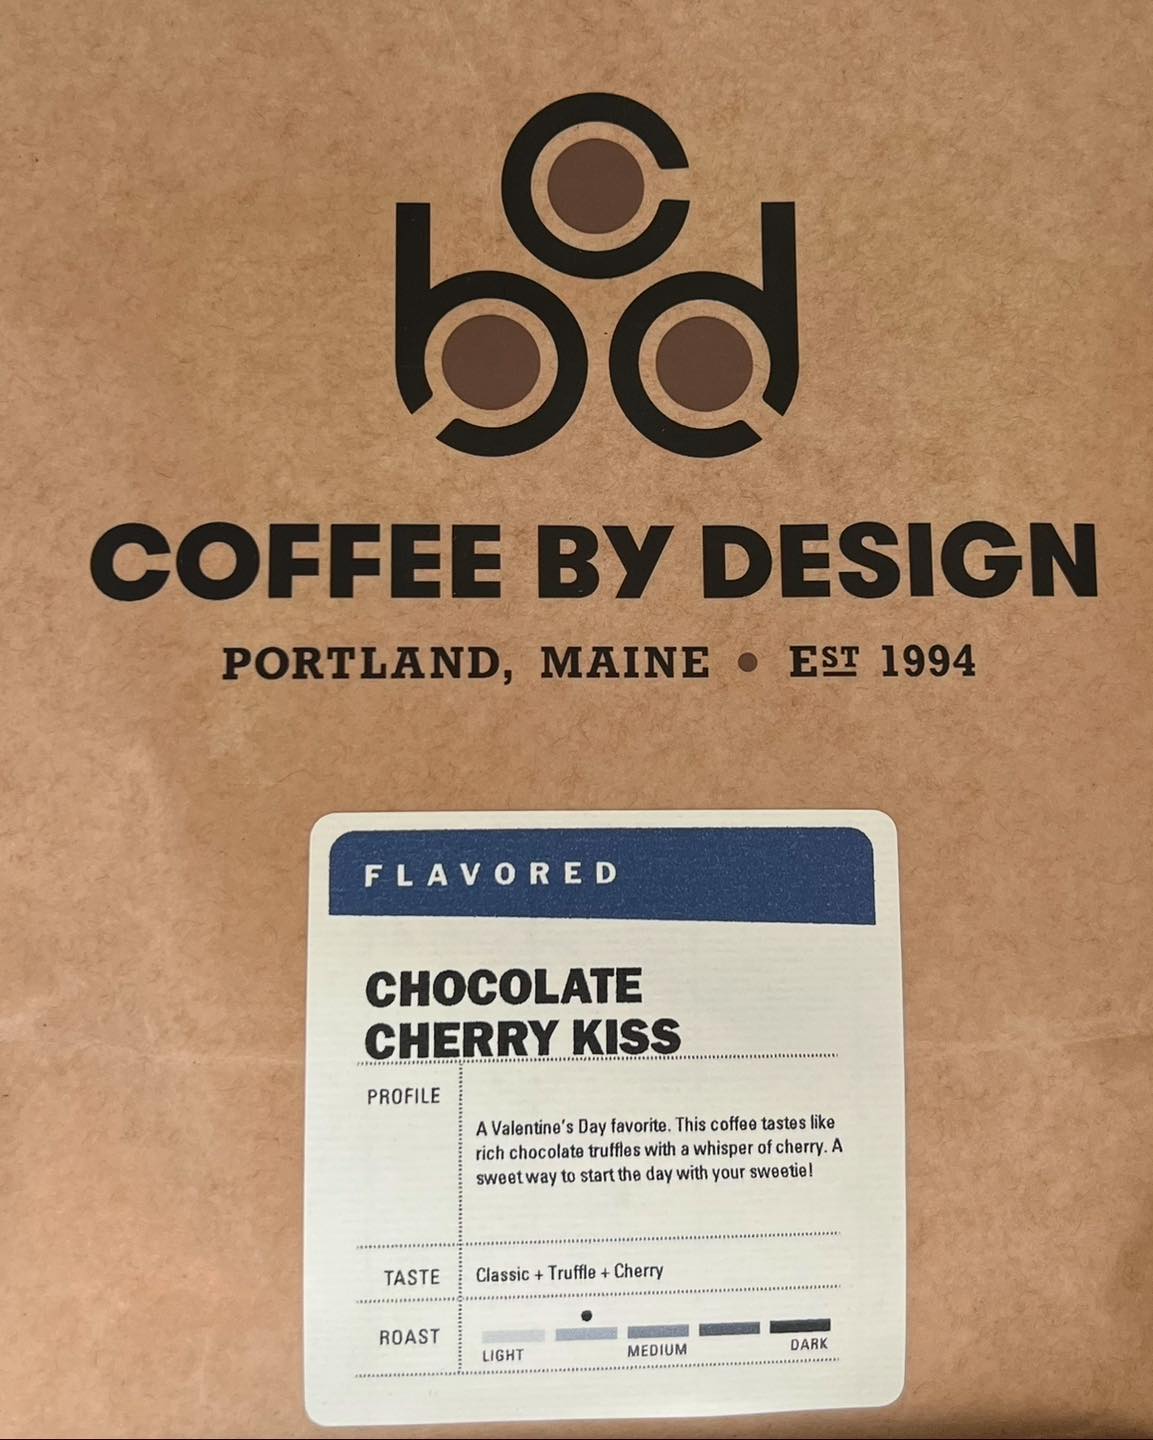 cbd
COFFEE BY DESIGN
PORTLAND, MAINE • EST 1994
FLAVORED
CHOCOLATE
CHERRY KISS
PROFILE
A Valentine's Day favorite. This coffee tastes like
rich chocolate truffles with a whisper of cherry. A
sweet way to start the day with your sweetie!
TASTE Classic + Truffle + Cherry
ROAST
LIGHT MEDIUM DARK